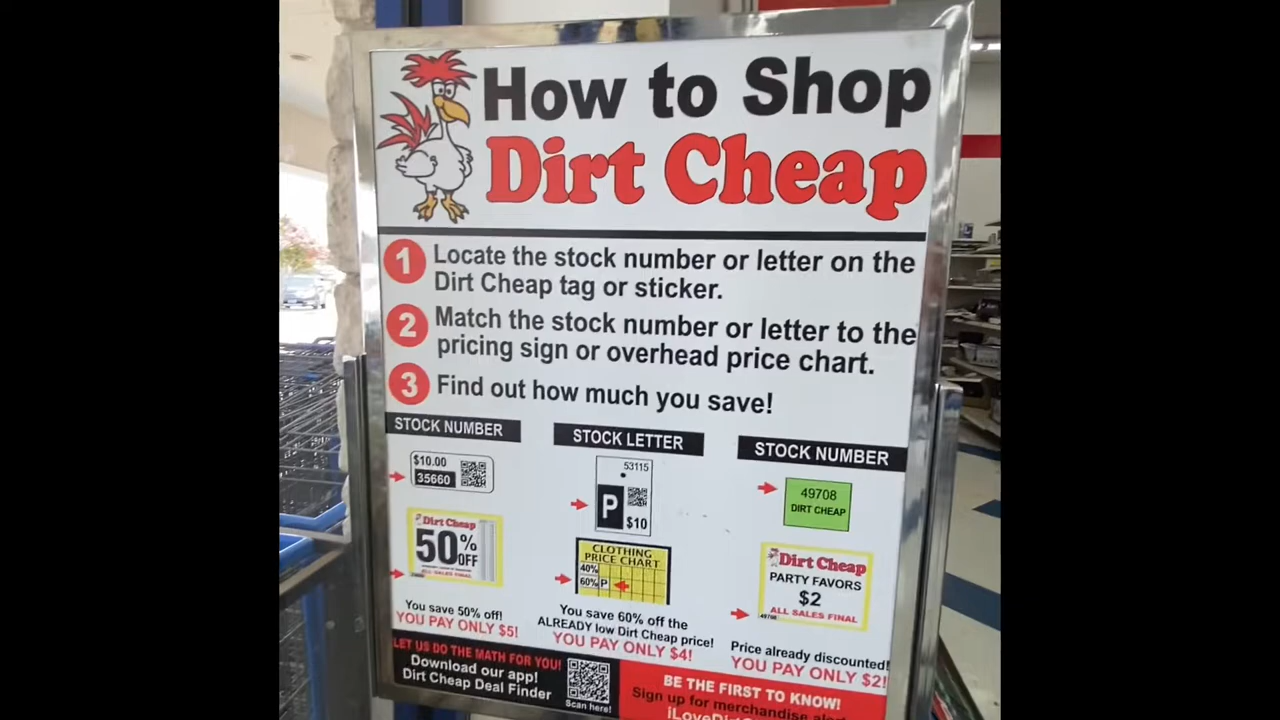 How to Shop
Dirt Cheap
1 Locate the stock number or letter on the
Dirt Cheap tag or sticker.
2 Match the stock number or letter to the
pricing sign or overhead price chart.
3 Find out how much you save!
STOCK NUMBER
$10.00
35660
Dirt Cheap
50% OFF
ALL SALES FINAL
You save 50% off!
YOU PAY ONLY $5!
STOCK LETTER
53115
P
$10
CLOTHING
PRICE CHART
40%
60% P
You save 60% off the
ALREADY low Dirt Cheap price!
YOU PAY ONLY $4!
STOCK NUMBER
49708
DIRT CHEAP
Dirt Cheap
PARTY FAVORS
$2
ALL SALES FINAL
49708
Price already discounted!
YOU PAY ONLY $2!
LET US DO THE MATH FOR YOU!
Download our app!
Dirt Cheap Deal Finder
Scan here!
BE THE FIRST TO KNOW!
Sign up for merchandise